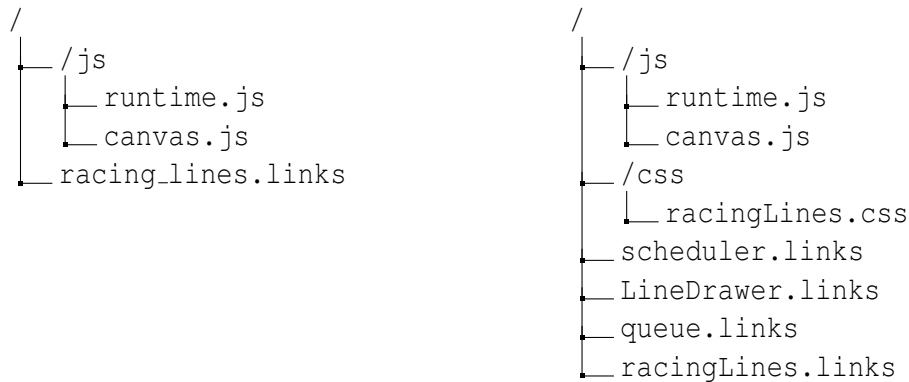 /
/js
runtime.js
canvas.js
racing_lines.links
/
/js
runtime.js
canvas.js
/css
racingLines.css
scheduler.links
LineDrawer.links
queue.links
racingLines.links